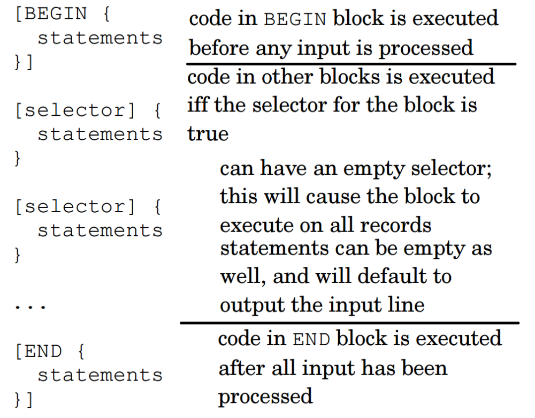 [BEGIN {
  statements
}]
[selector] {
  statements
}
[selector] {
  statements
}
...
[END {
  statements
}]
code in BEGIN block is executed
before any input is processed
code in other blocks is executed
iff the selector for the block is
true
can have an empty selector;
this will cause the block to
execute on all records
statements can be empty as
well, and will default to
output the input line
code in END block is executed
after all input has been
processed